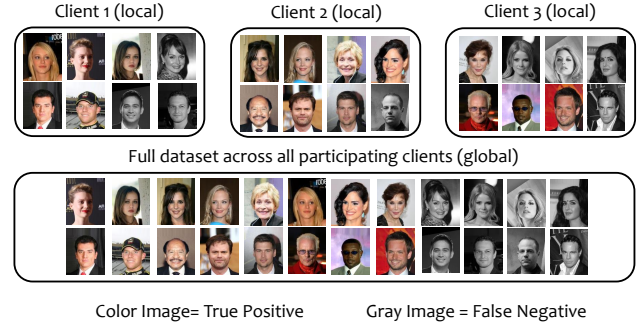 Client 1 (local) Client 2 (local) Client 3 (local)
Full dataset across all participating clients (global)
Color Image= True Positive Gray Image = False Negative